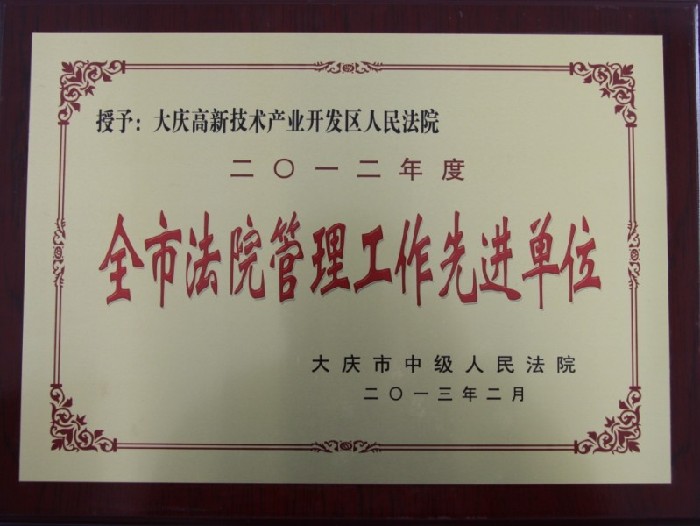 授予：大庆高新技术产业开发区人民法院
二〇一二年度
全市法院管理工作先进单位
大庆市中级人民法院
二〇一三年二月